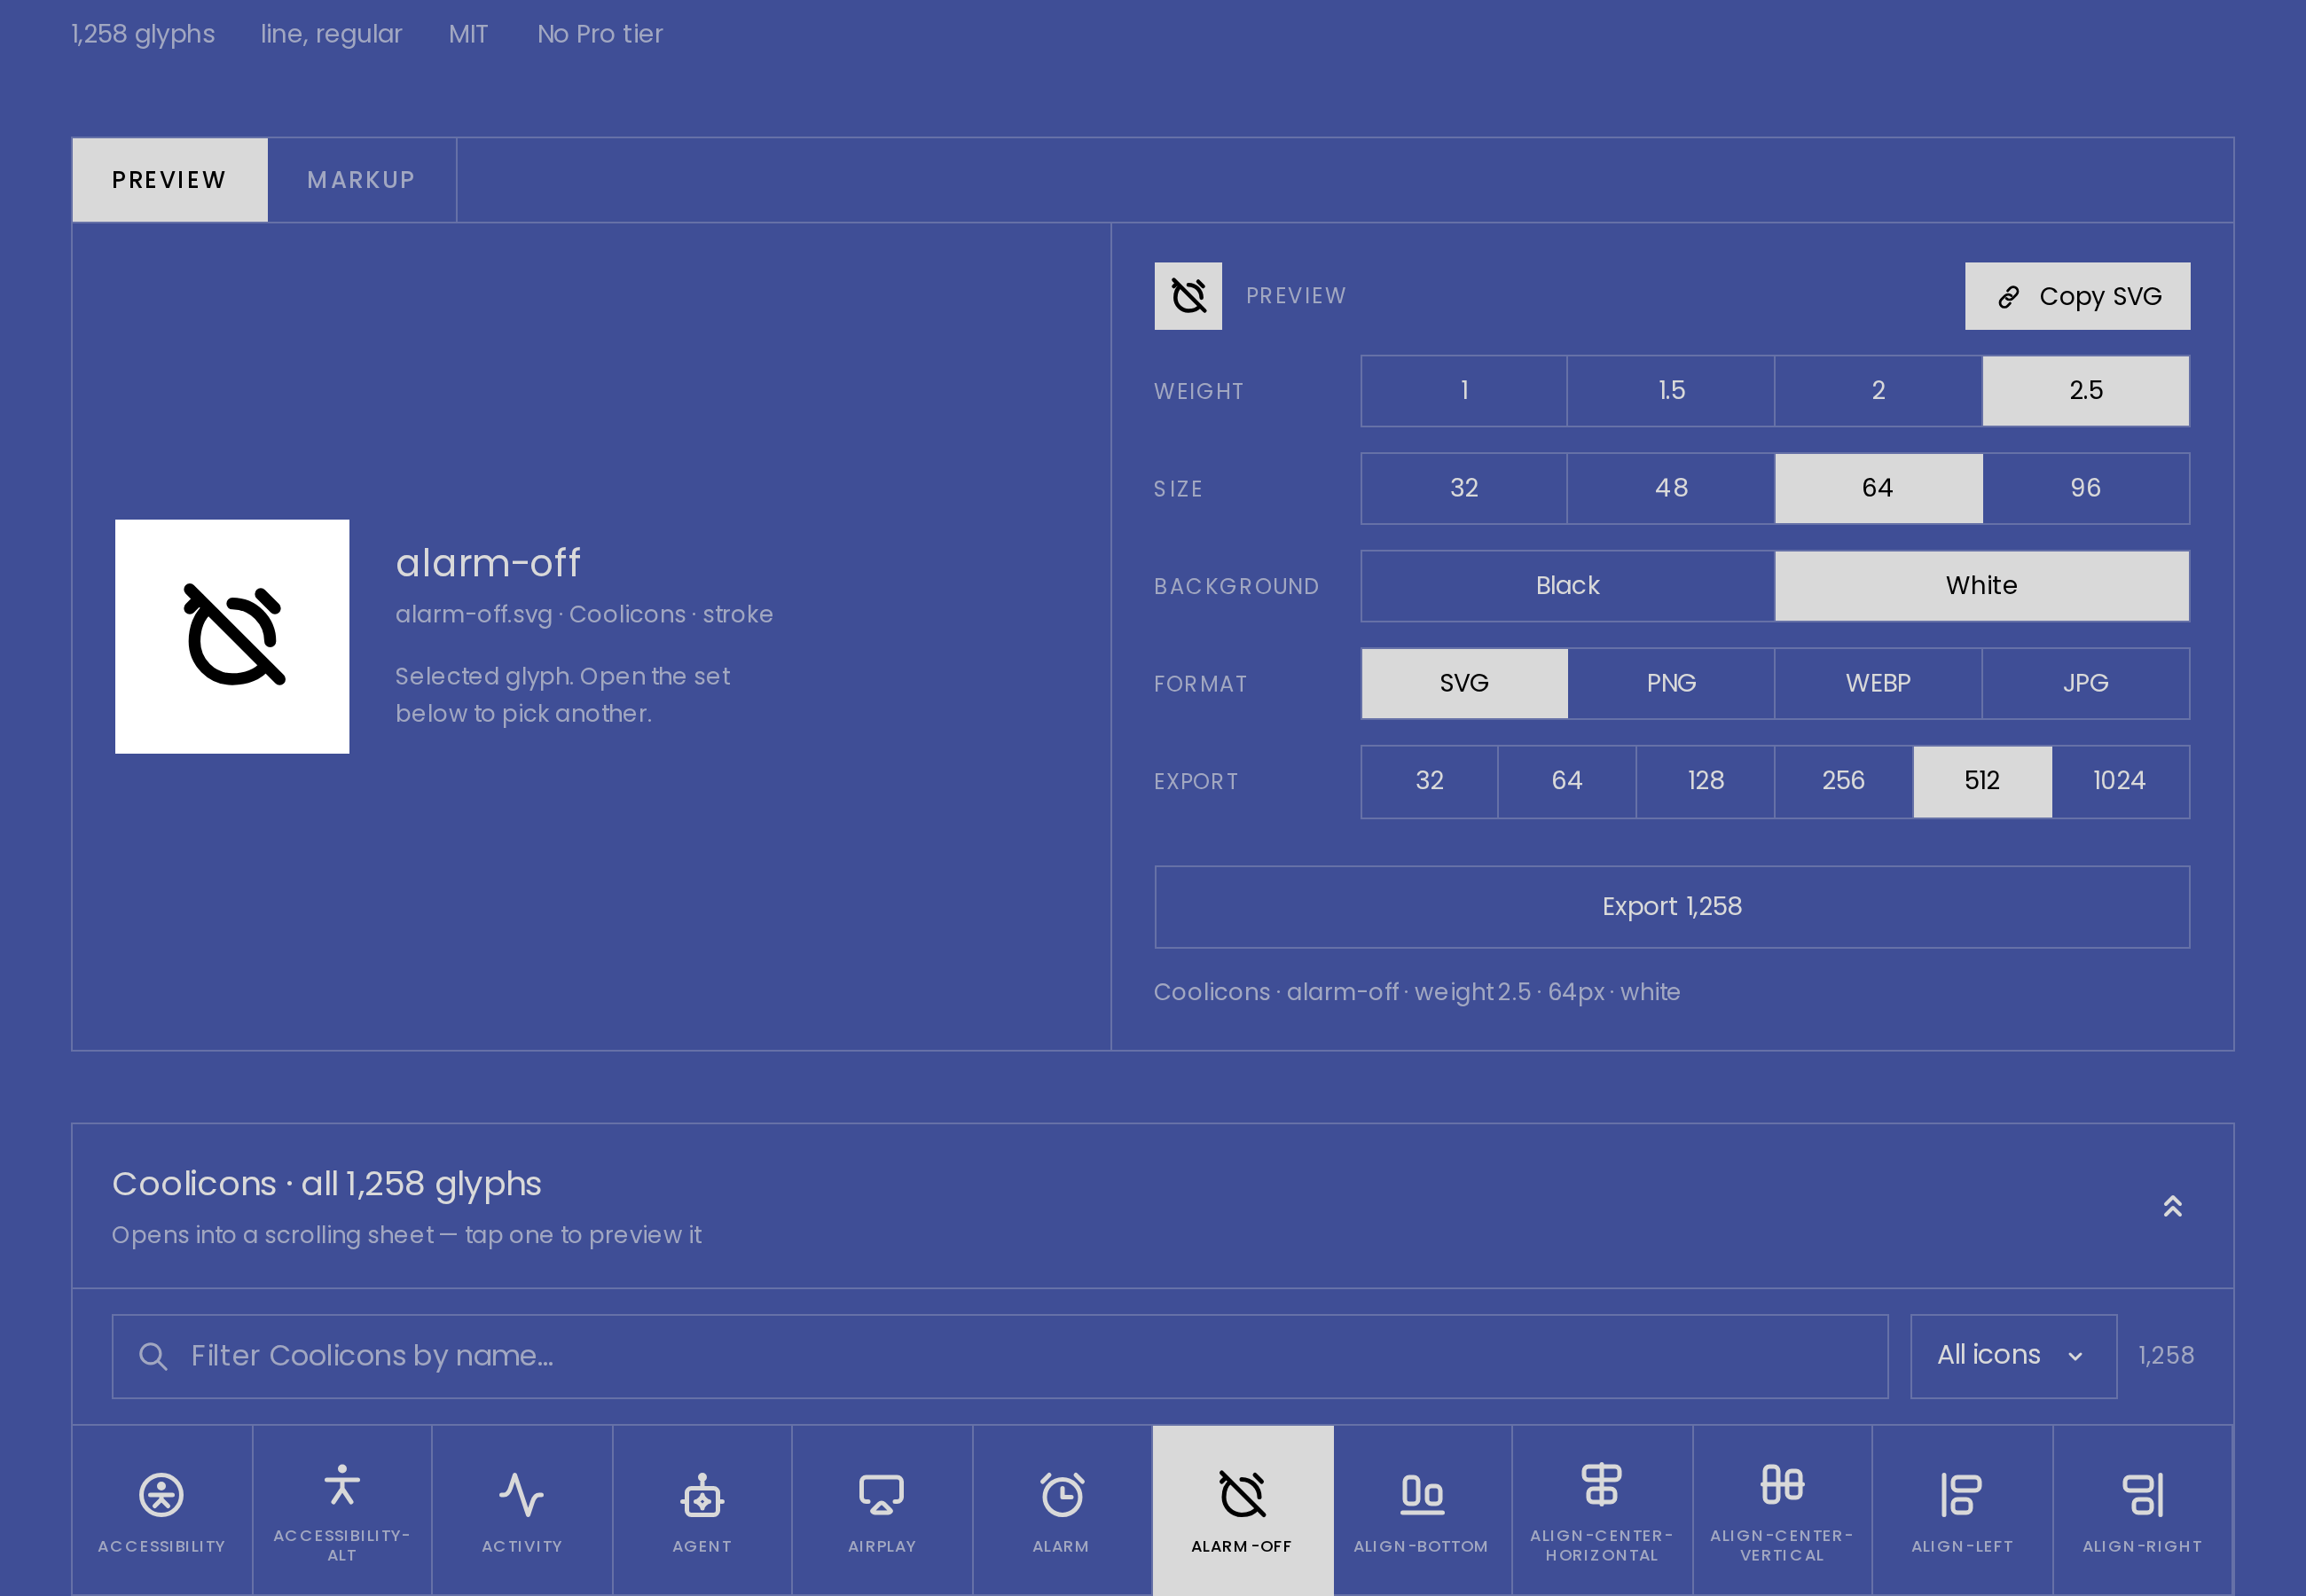 1,258 glyphs line, regular MIT No Pro tier
PREVIEW MARKUP
PREVIEW Copy SVG
WEIGHT 1 1.5 2 2.5
SIZE 32 48 64 96
BACKGROUND Black White
FORMAT SVG PNG WEBP JPG
EXPORT 32 64 128 256 512 1024
Export 1,258
Coolicons · alarm-off · weight 2.5 · 64px · white
alarm-off
alarm-off.svg · Coolicons · stroke
Selected glyph. Open the set
below to pick another.
Coolicons · all 1,258 glyphs
Opens into a scrolling sheet — tap one to preview it
Filter Coolicons by name... All icons 1,258
ACCESSIBILITY
ACCESSIBILITY-
ALT
ACTIVITY
AGENT
AIRPLAY
ALARM
ALARM-OFF
ALIGN-BOTTOM
ALIGN-CENTER-
HORIZONTAL
ALIGN-CENTER-
VERTICAL
ALIGN-LEFT
ALIGN-RIGHT